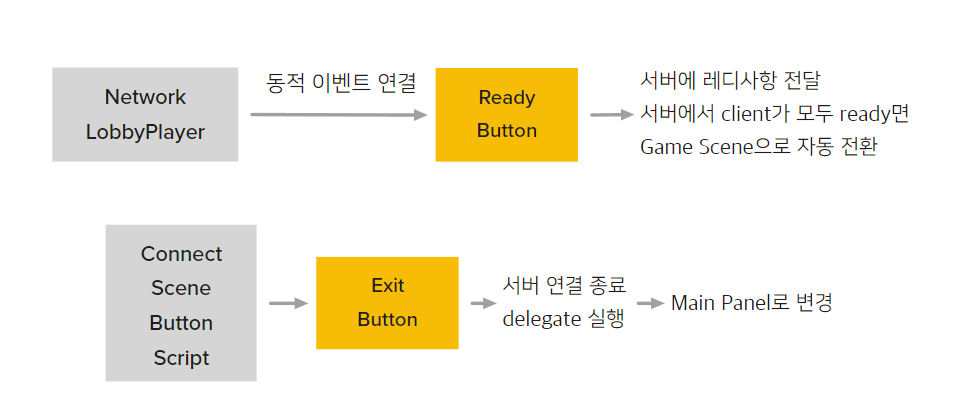 Network
LobbyPlayer
동적 이벤트 연결
Ready
Button
서버에 레디사항 전달
서버에서 client가 모두 ready면
Game Scene으로 자동 전환
Connect
Scene
Button
Script
Exit
Button
서버 연결 종료
delegate 실행
Main Panel로 변경